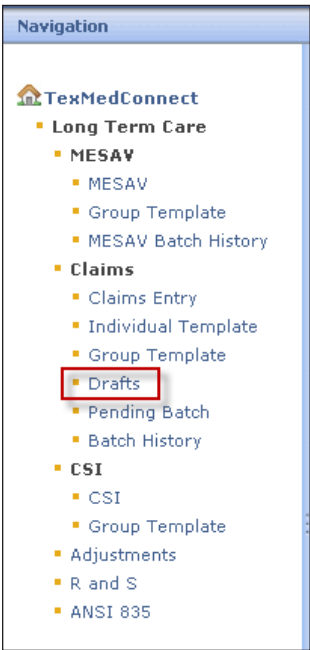 Navigation
TexMedConnect
Long Term Care
MESAV
MESAV
Group Template
MESAV Batch History
Claims
Claims Entry
Individual Template
Group Template
Drafts
Pending Batch
Batch History
CSI
CSI
Group Template
Adjustments
R and S
ANSI 835